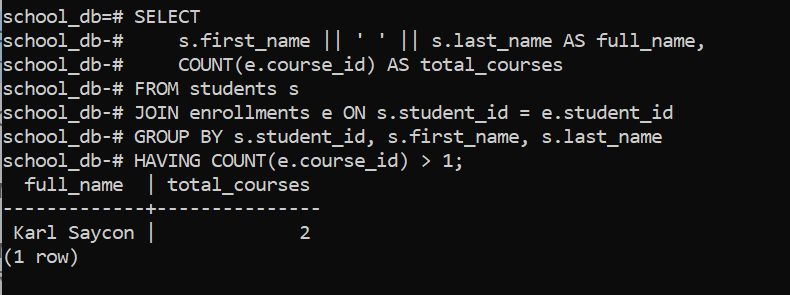 school_db=# SELECT
school_db-#     s.first_name || ' ' || s.last_name AS full_name,
school_db-#     COUNT(e.course_id) AS total_courses
school_db-# FROM students s
school_db-# JOIN enrollments e ON s.student_id = e.student_id
school_db-# GROUP BY s.student_id, s.first_name, s.last_name
school_db-# HAVING COUNT(e.course_id) > 1;
  full_name  | total_courses
-------------+---------------
 Karl Saycon |             2
(1 row)